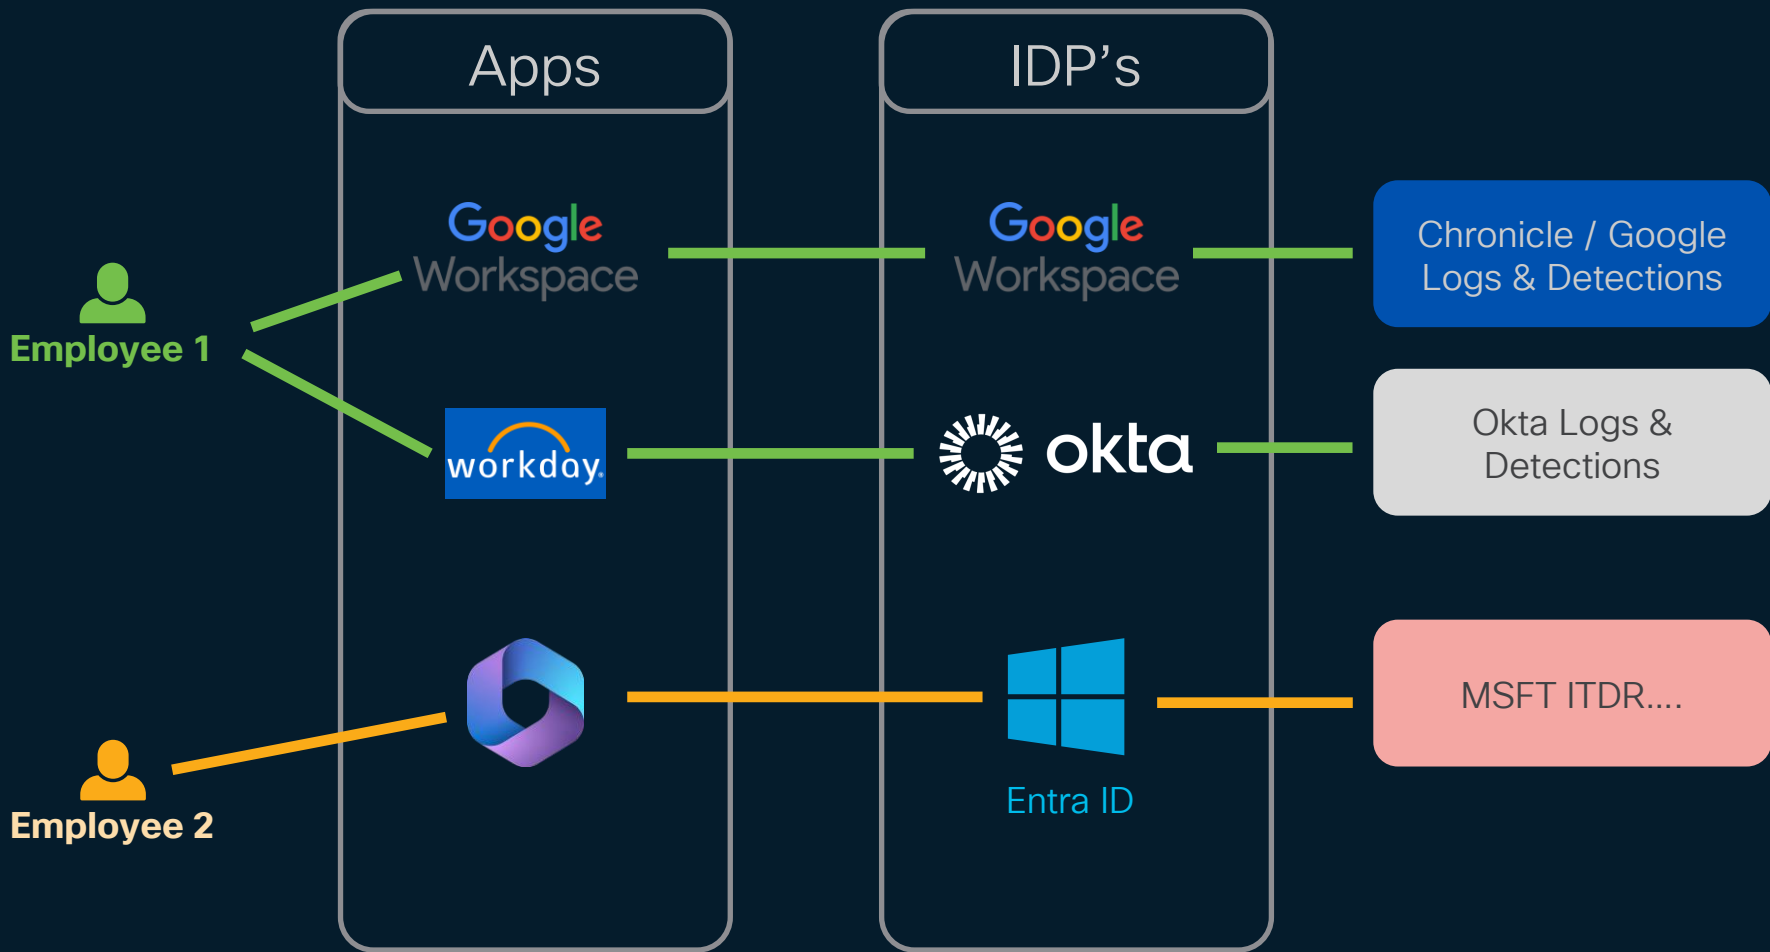 Apps
IDP's
Google
Workspace
Google
Workspace
Chronicle / Google
Logs & Detections
Employee 1
workday.
okta
Okta Logs &
Detections
MSFT ITDR....
Entra ID
Employee 2